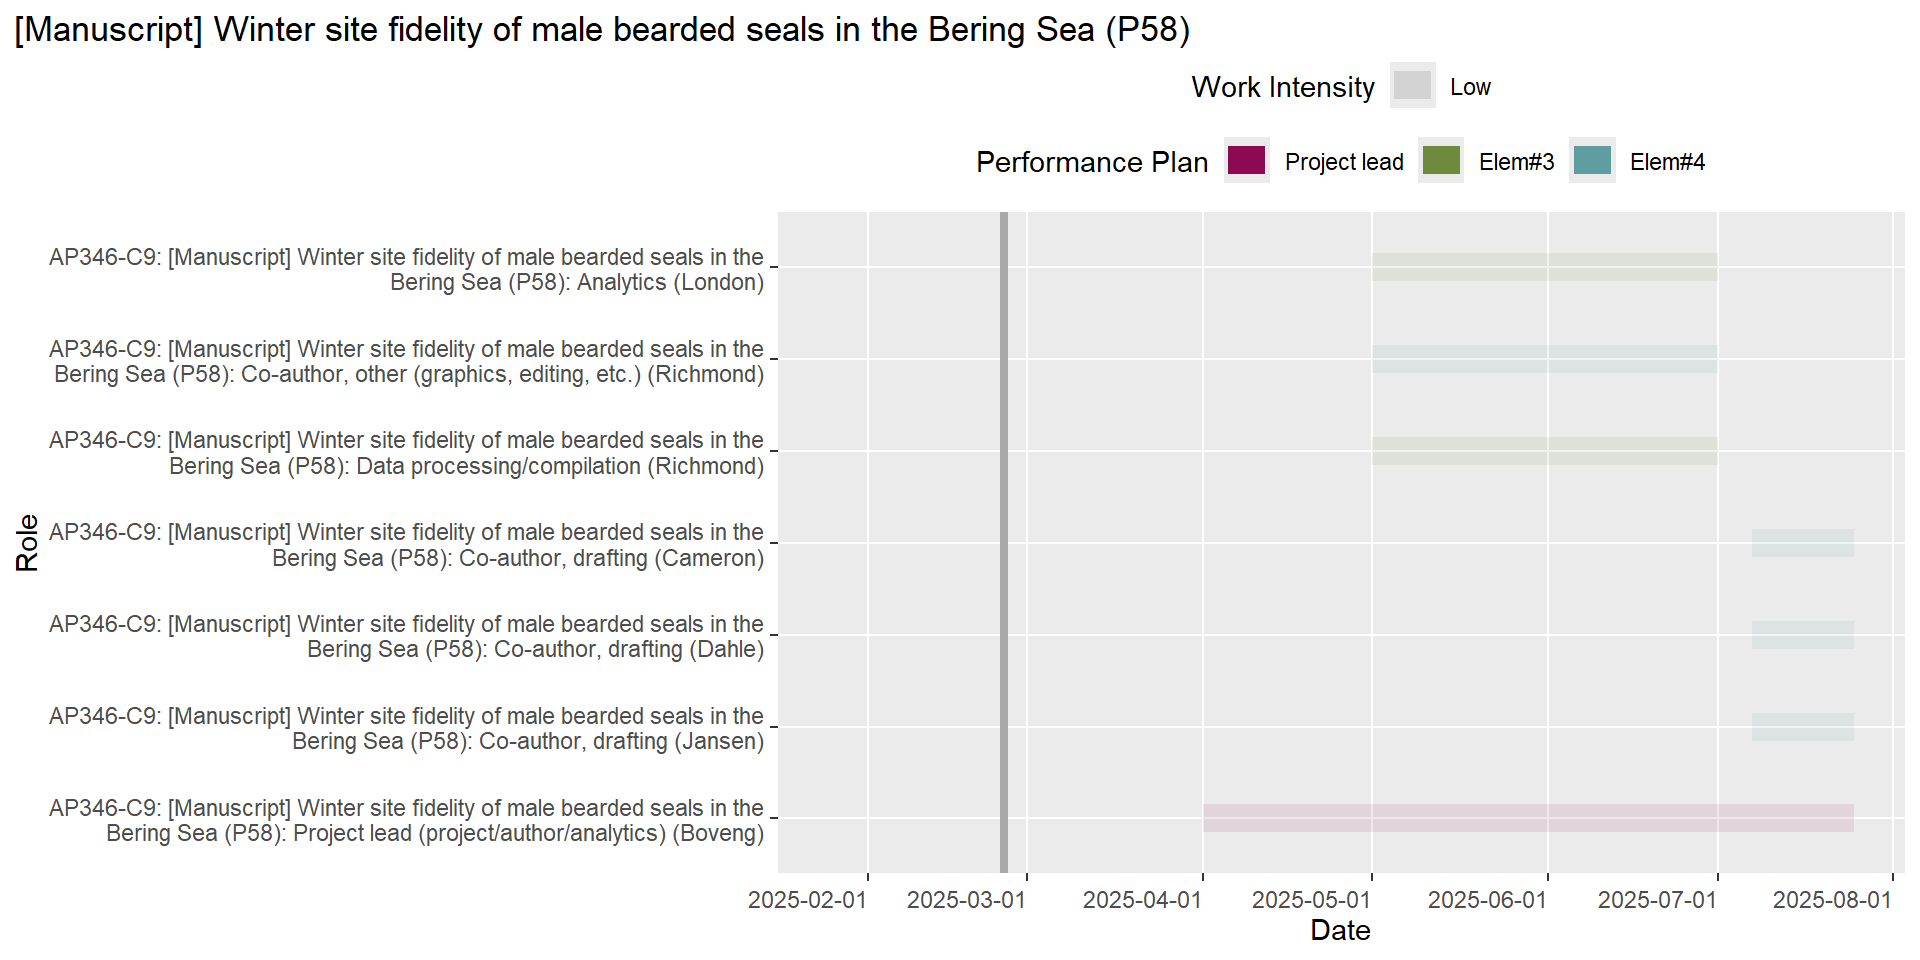 [Manuscript] Winter site fidelity of male bearded seals in the Bering Sea (P58)
Work Intensity Low
Performance Plan Project lead Elem#3 Elem#4
AP346-C9: [Manuscript] Winter site fidelity of male bearded seals in the
Bering Sea (P58): Analytics (London)
AP346-C9: [Manuscript] Winter site fidelity of male bearded seals in the
Bering Sea (P58): Co-author, other (graphics, editing, etc.) (Richmond)
AP346-C9: [Manuscript] Winter site fidelity of male bearded seals in the
Bering Sea (P58): Data processing/compilation (Richmond)
AP346-C9: [Manuscript] Winter site fidelity of male bearded seals in the
Bering Sea (P58): Co-author, drafting (Cameron)
AP346-C9: [Manuscript] Winter site fidelity of male bearded seals in the
Bering Sea (P58): Co-author, drafting (Dahle)
AP346-C9: [Manuscript] Winter site fidelity of male bearded seals in the
Bering Sea (P58): Co-author, drafting (Jansen)
AP346-C9: [Manuscript] Winter site fidelity of male bearded seals in the
Bering Sea (P58): Project lead (project/author/analytics) (Boveng)
Role
2025-02-01 2025-03-01 2025-04-01 2025-05-01 2025-06-01 2025-07-01 2025-08-01
Date